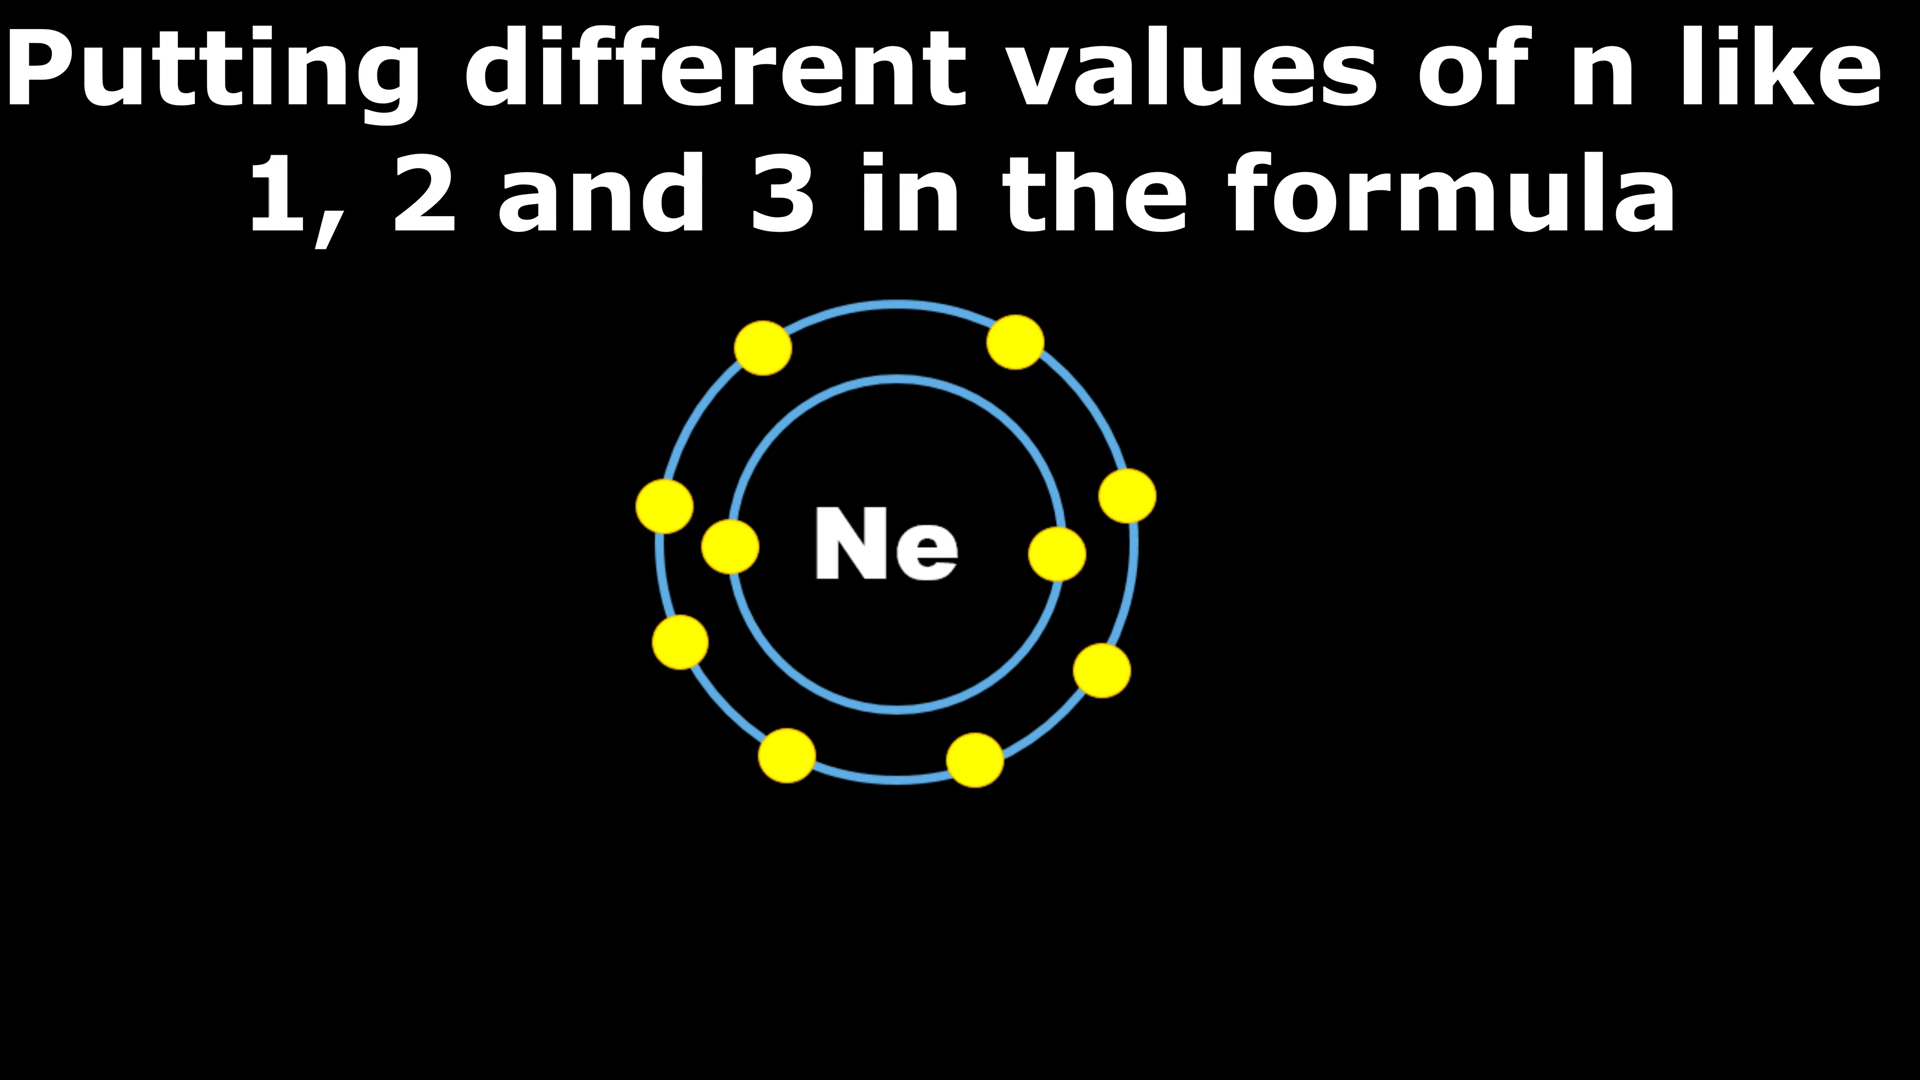 Putting different values of n like
1, 2 and 3 in the formula
Ne